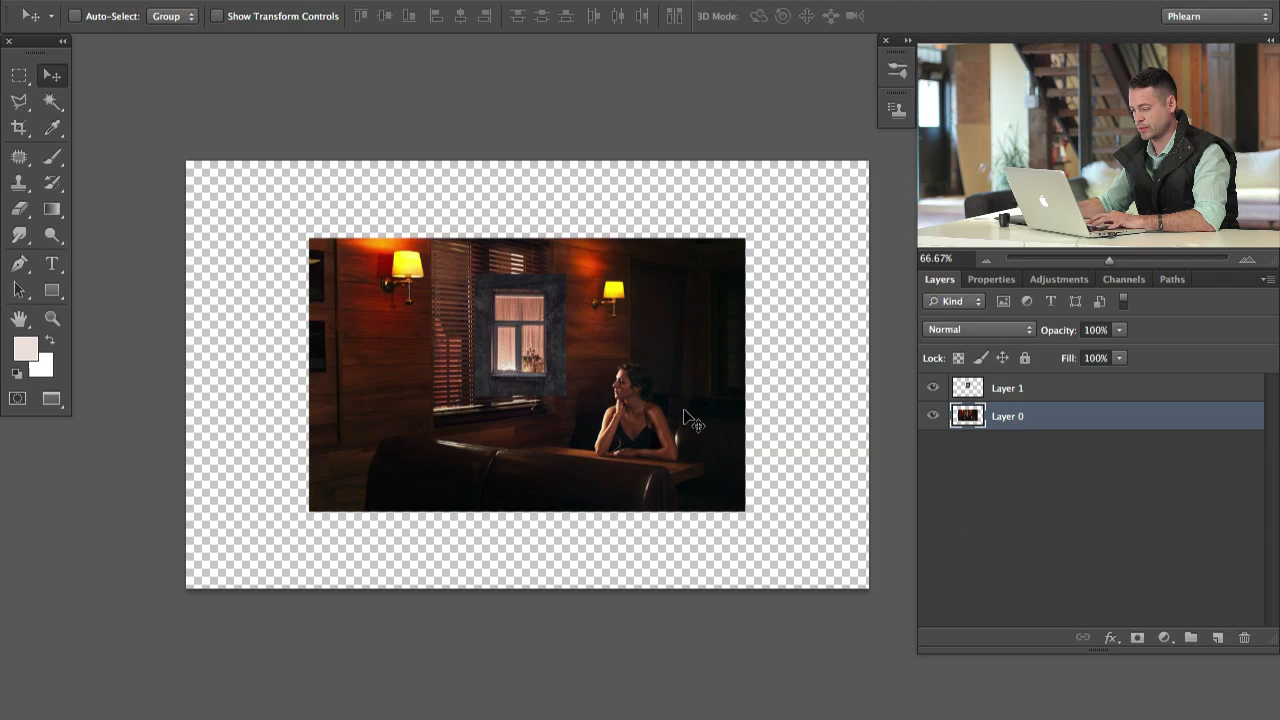 Auto-Select: Group Show Transform Controls 3D Mode: Phlearn
66.67%
Layers Properties Adjustments Channels Paths
Kind T
Normal Opacity: 100%
Lock: Fill: 100%
Layer 1
Layer 0
fx